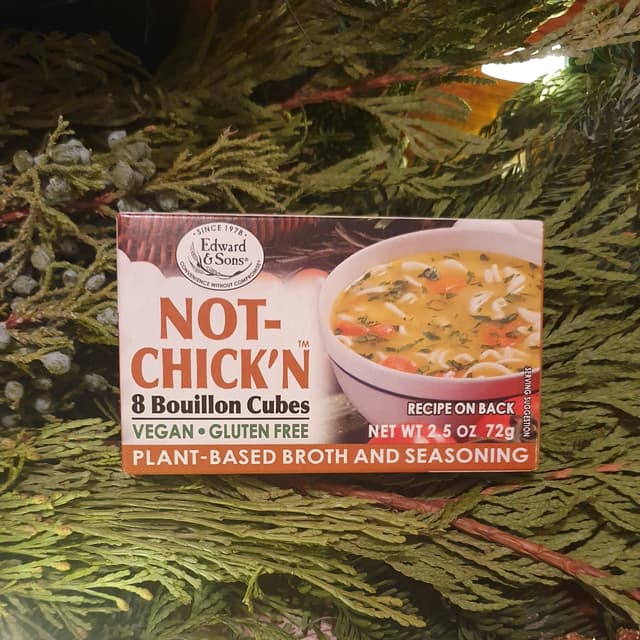 • SINCE 1978 •
Edward
& Sons®
CONVENIENCE WITHOUT COMPROMISE®
NOT-
CHICK'N™
8 Bouillon Cubes
VEGAN • GLUTEN FREE
RECIPE ON BACK
NET WT 2.5 OZ 72g
SERVING SUGGESTION
PLANT-BASED BROTH AND SEASONING